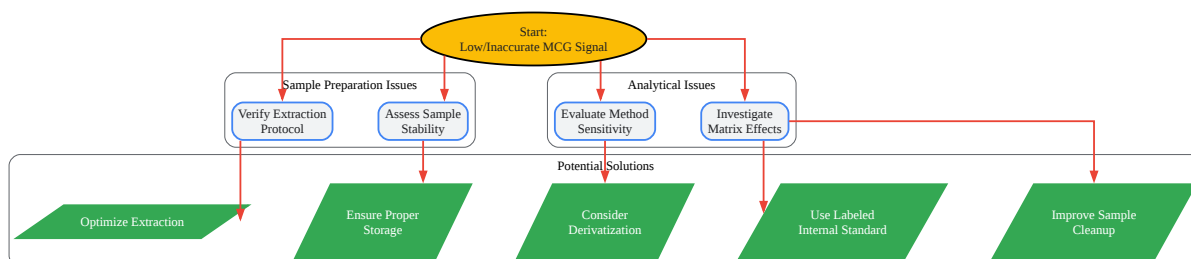 Start:
Low/Inaccurate MCG Signal
Sample Preparation Issues
Analytical Issues
Verify Extraction
Protocol
Assess Sample
Stability
Evaluate Method
Sensitivity
Investigate
Matrix Effects
Potential Solutions
Optimize Extraction
Ensure Proper
Storage
Consider
Derivatization
Use Labeled
Internal Standard
Improve Sample
Cleanup